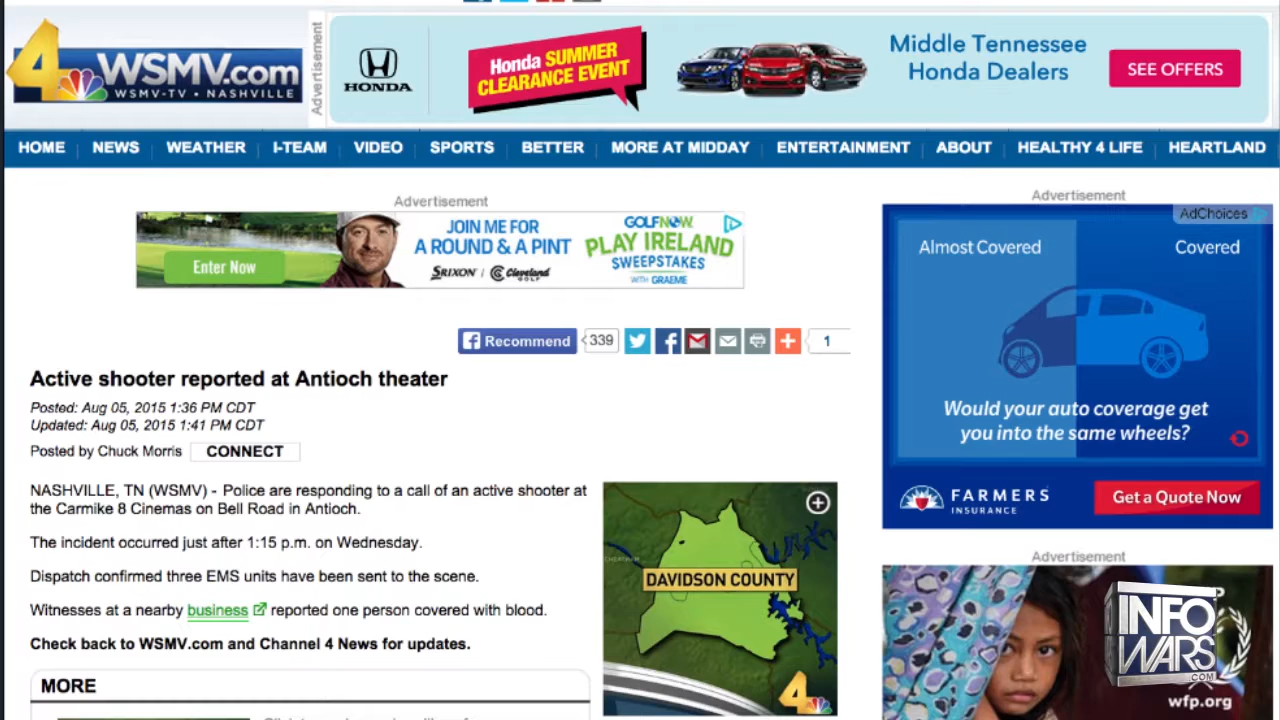 4 WSMV.com
WSMV-TV • NASHVILLE
Advertisement
HONDA
Honda SUMMER
CLEARANCE EVENT
Middle Tennessee
Honda Dealers
SEE OFFERS
HOME NEWS WEATHER I-TEAM VIDEO SPORTS BETTER MORE AT MIDDAY ENTERTAINMENT ABOUT HEALTHY 4 LIFE HEARTLAND
Advertisement
Enter Now
JOIN ME FOR
A ROUND & A PINT
SRIXON | Cleveland
GOLF
GOLFNOW
PLAY IRELAND
SWEEPSTAKES
WITH GRAEME
Recommend 339 1
Active shooter reported at Antioch theater
Posted: Aug 05, 2015 1:36 PM CDT
Updated: Aug 05, 2015 1:41 PM CDT
Posted by Chuck Morris CONNECT
NASHVILLE, TN (WSMV) - Police are responding to a call of an active shooter at
the Carmike 8 Cinemas on Bell Road in Antioch.
The incident occurred just after 1:15 p.m. on Wednesday.
Dispatch confirmed three EMS units have been sent to the scene.
Witnesses at a nearby business reported one person covered with blood.
Check back to WSMV.com and Channel 4 News for updates.
MORE
DAVIDSON COUNTY
4
Advertisement
AdChoices
Almost Covered Covered
Would your auto coverage get
you into the same wheels?
FARMERS
INSURANCE
Get a Quote Now
Advertisement
INFO
WARS
.COM
wfp.org